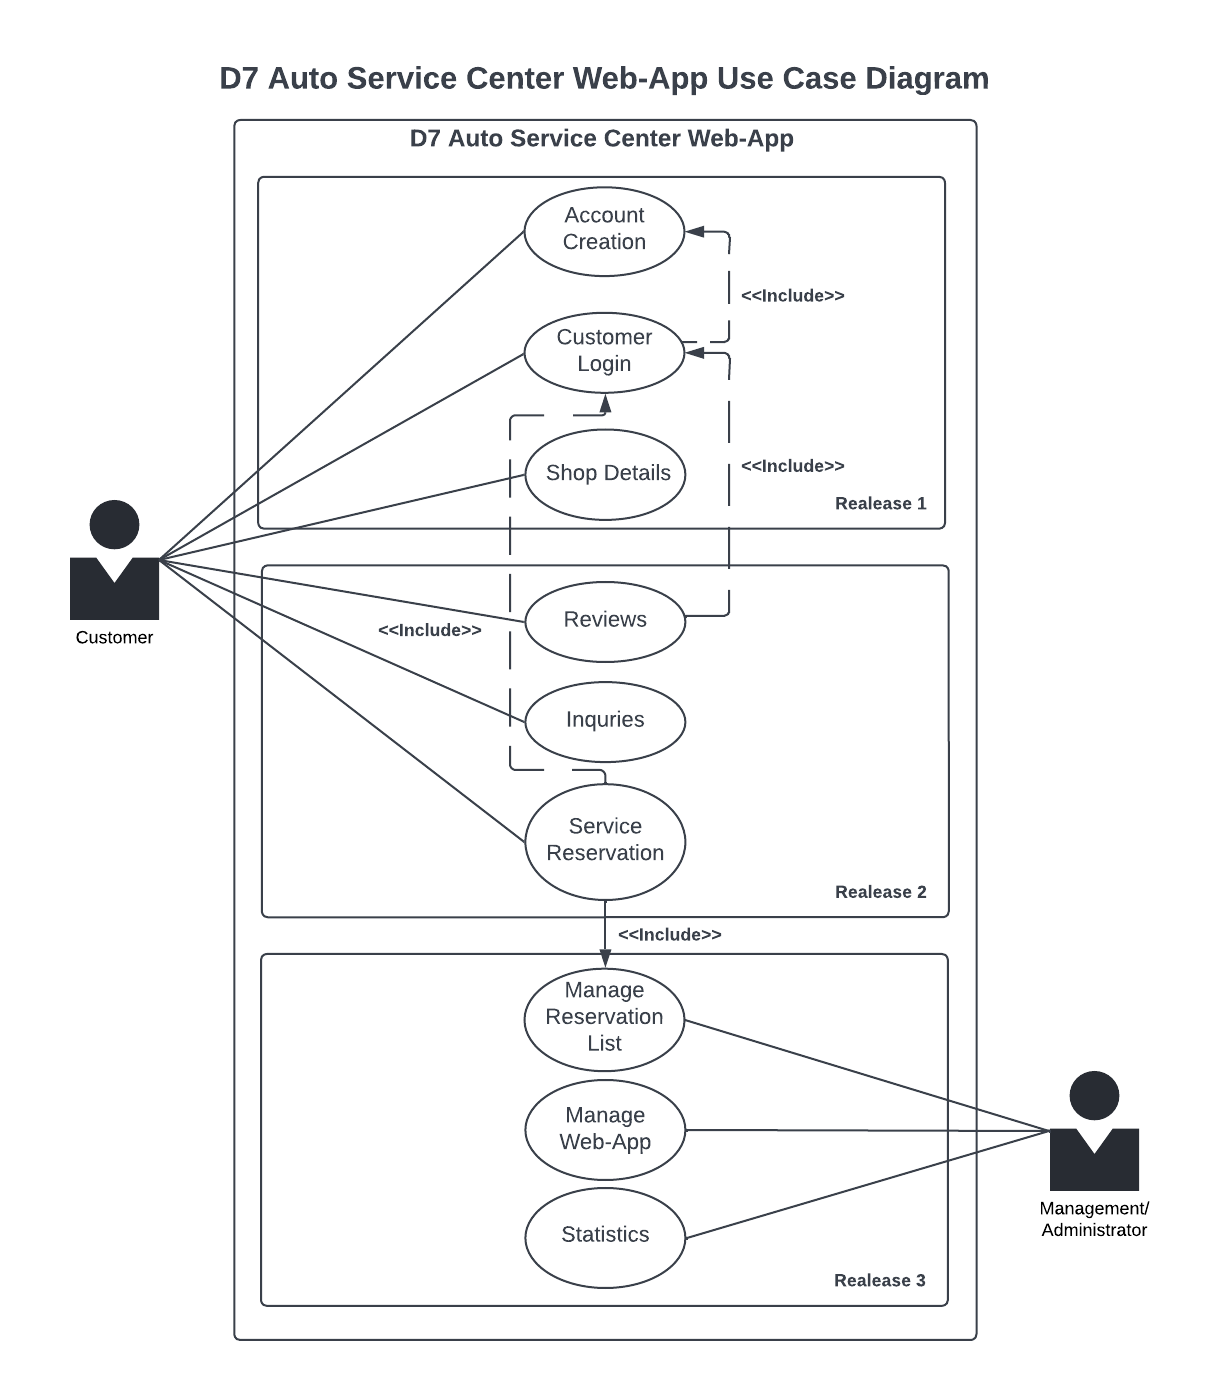 D7 Auto Service Center Web-App Use Case Diagram
D7 Auto Service Center Web-App
Account
Creation
<<Include>>
Customer
Login
<<Include>>
Shop Details
Realease 1
Customer
Reviews
<<Include>>
Inquries
Service
Reservation
Realease 2
<<Include>>
Manage
Reservation
List
Manage
Web-App
Management/
Administrator
Statistics
Realease 3